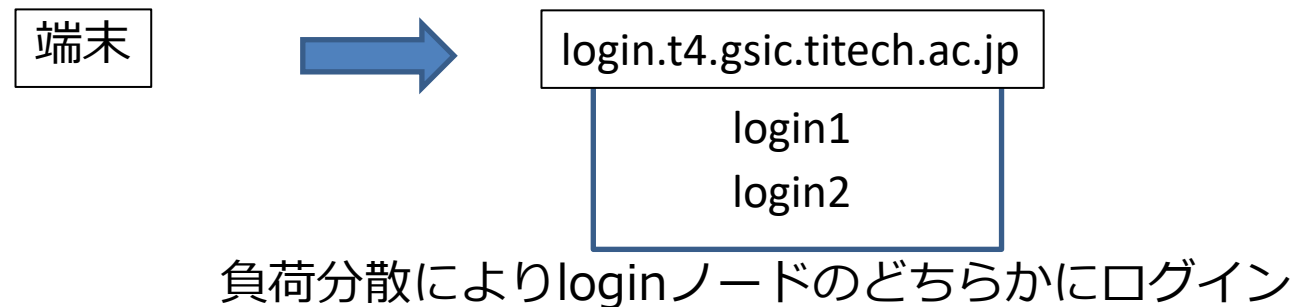 端末
login.t4.gsic.titech.ac.jp
login1
login2
負荷分散によりloginノードのどちらかにログイン